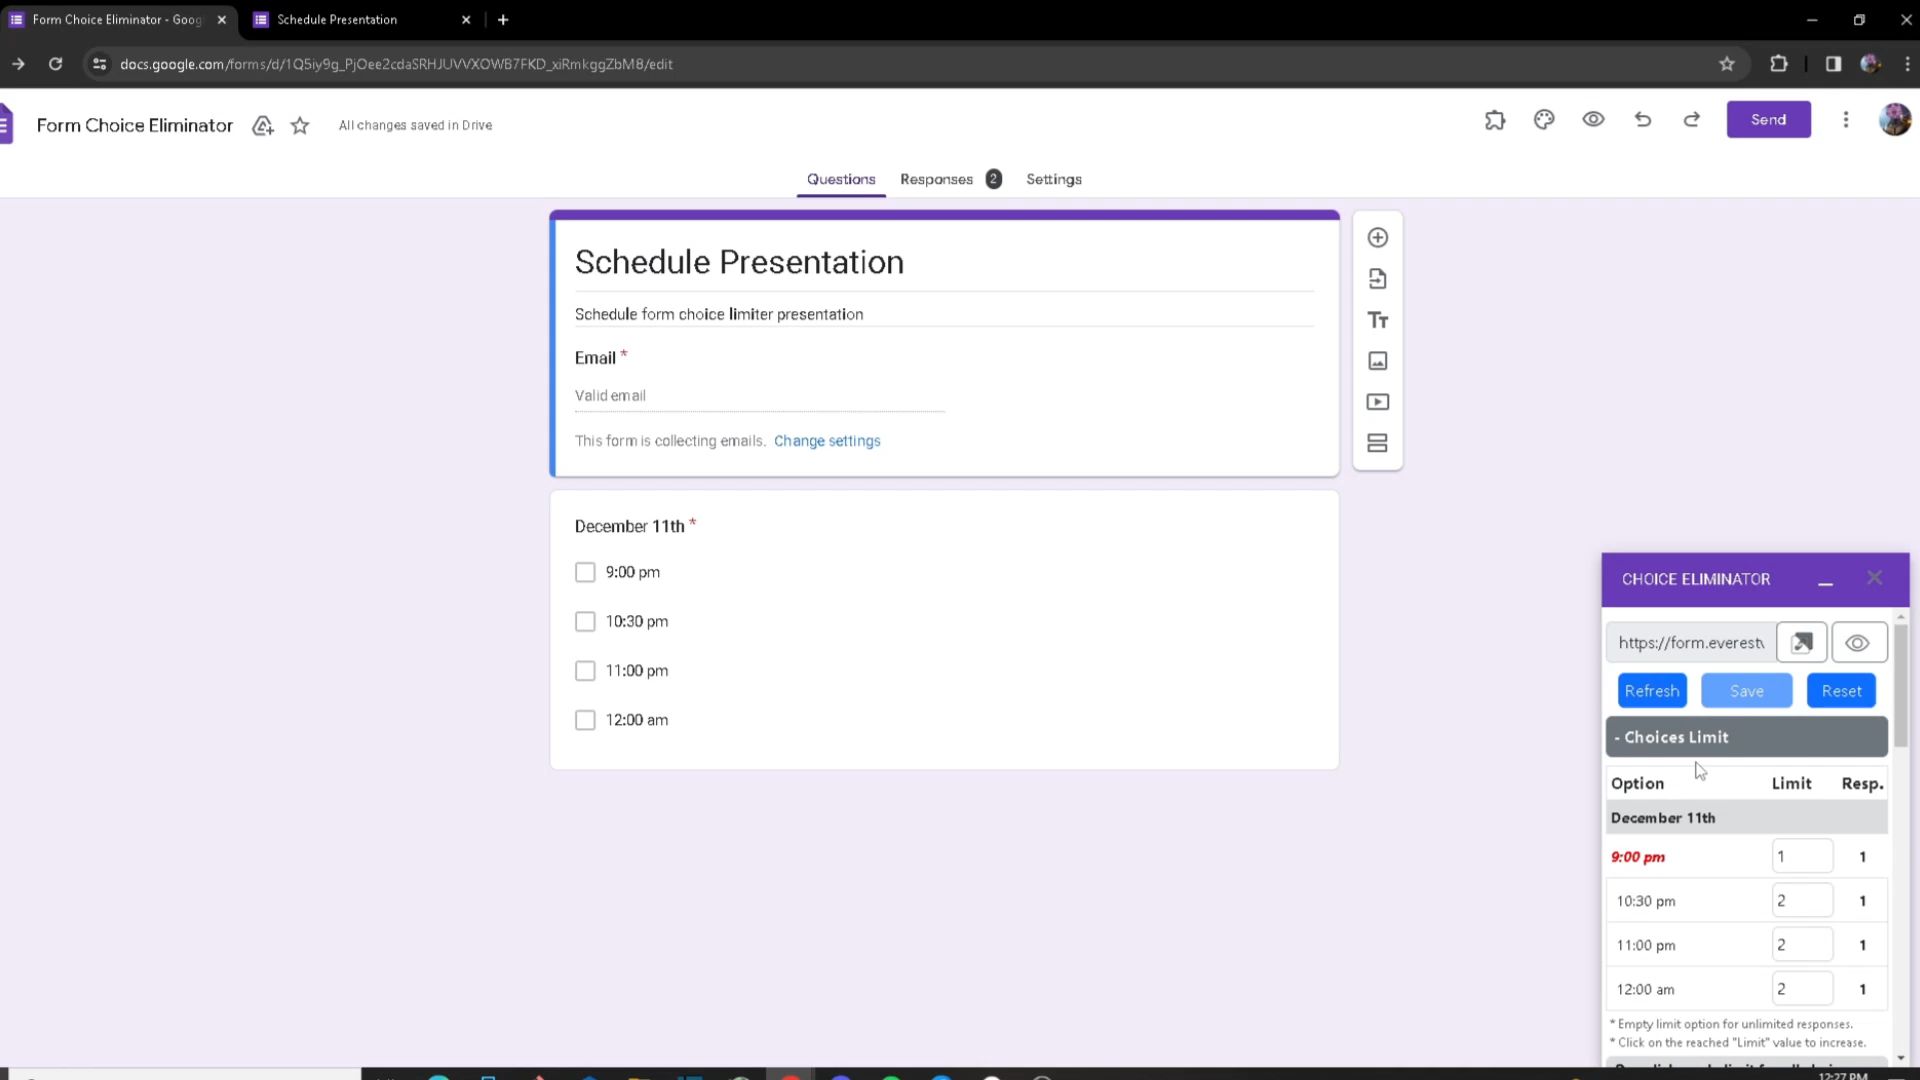 Form Choice Eliminator - Goog
Schedule Presentation
docs.google.com/forms/d/1Q5iy9g_PjOee2cdaSRHJUVVXOWB7FKD_xiRmkggZbM8/edit
Form Choice Eliminator
All changes saved in Drive
Send
Questions
Responses 2
Settings
Schedule Presentation
Schedule form choice limiter presentation
Email *
Valid email
This form is collecting emails. Change settings
December 11th *
9:00 pm
10:30 pm
11:00 pm
12:00 am
CHOICE ELIMINATOR
https://form.everest
Refresh Save Reset
- Choices Limit
Option Limit Resp.
December 11th
9:00 pm 1 1
10:30 pm 2 1
11:00 pm 2 1
12:00 am 2 1
* Empty limit option for unlimited responses.
* Click on the reached "Limit" value to increase.
12:27 PM